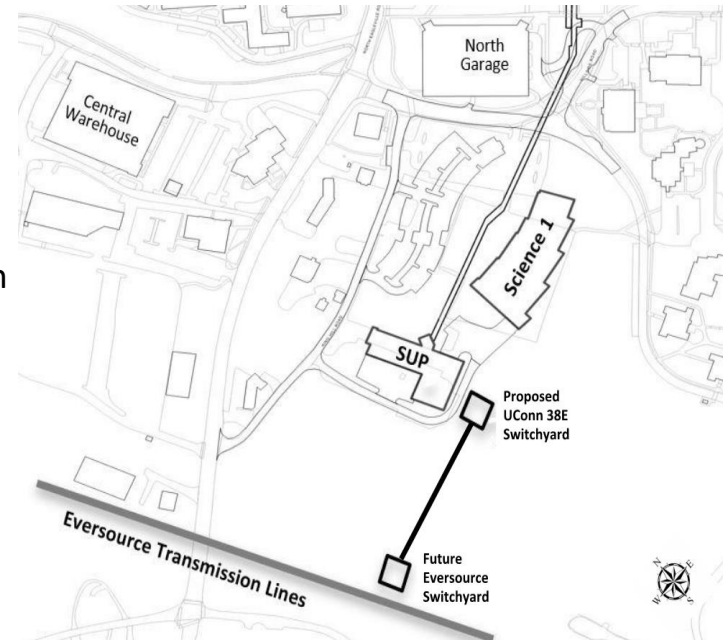 North
Garage
Central
Warehouse
Science 1
SUP
Proposed
UConn 38E
Switchyard
Eversource Transmission Lines
Future
Eversource
Switchyard
N
E
W
S